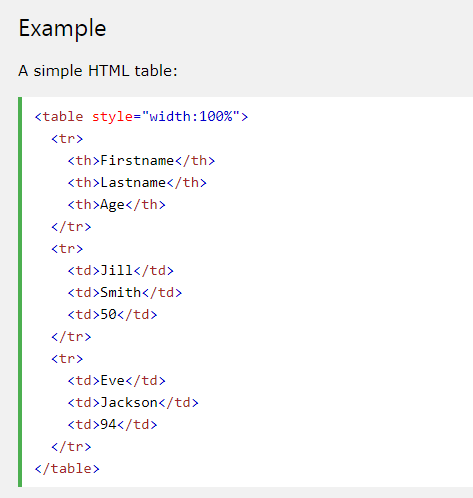 Example
A simple HTML table:
<table style="width:100%">
  <tr>
    <th>Firstname</th>
    <th>Lastname</th>
    <th>Age</th>
  </tr>
  <tr>
    <td>Jill</td>
    <td>Smith</td>
    <td>50</td>
  </tr>
  <tr>
    <td>Eve</td>
    <td>Jackson</td>
    <td>94</td>
  </tr>
</table>